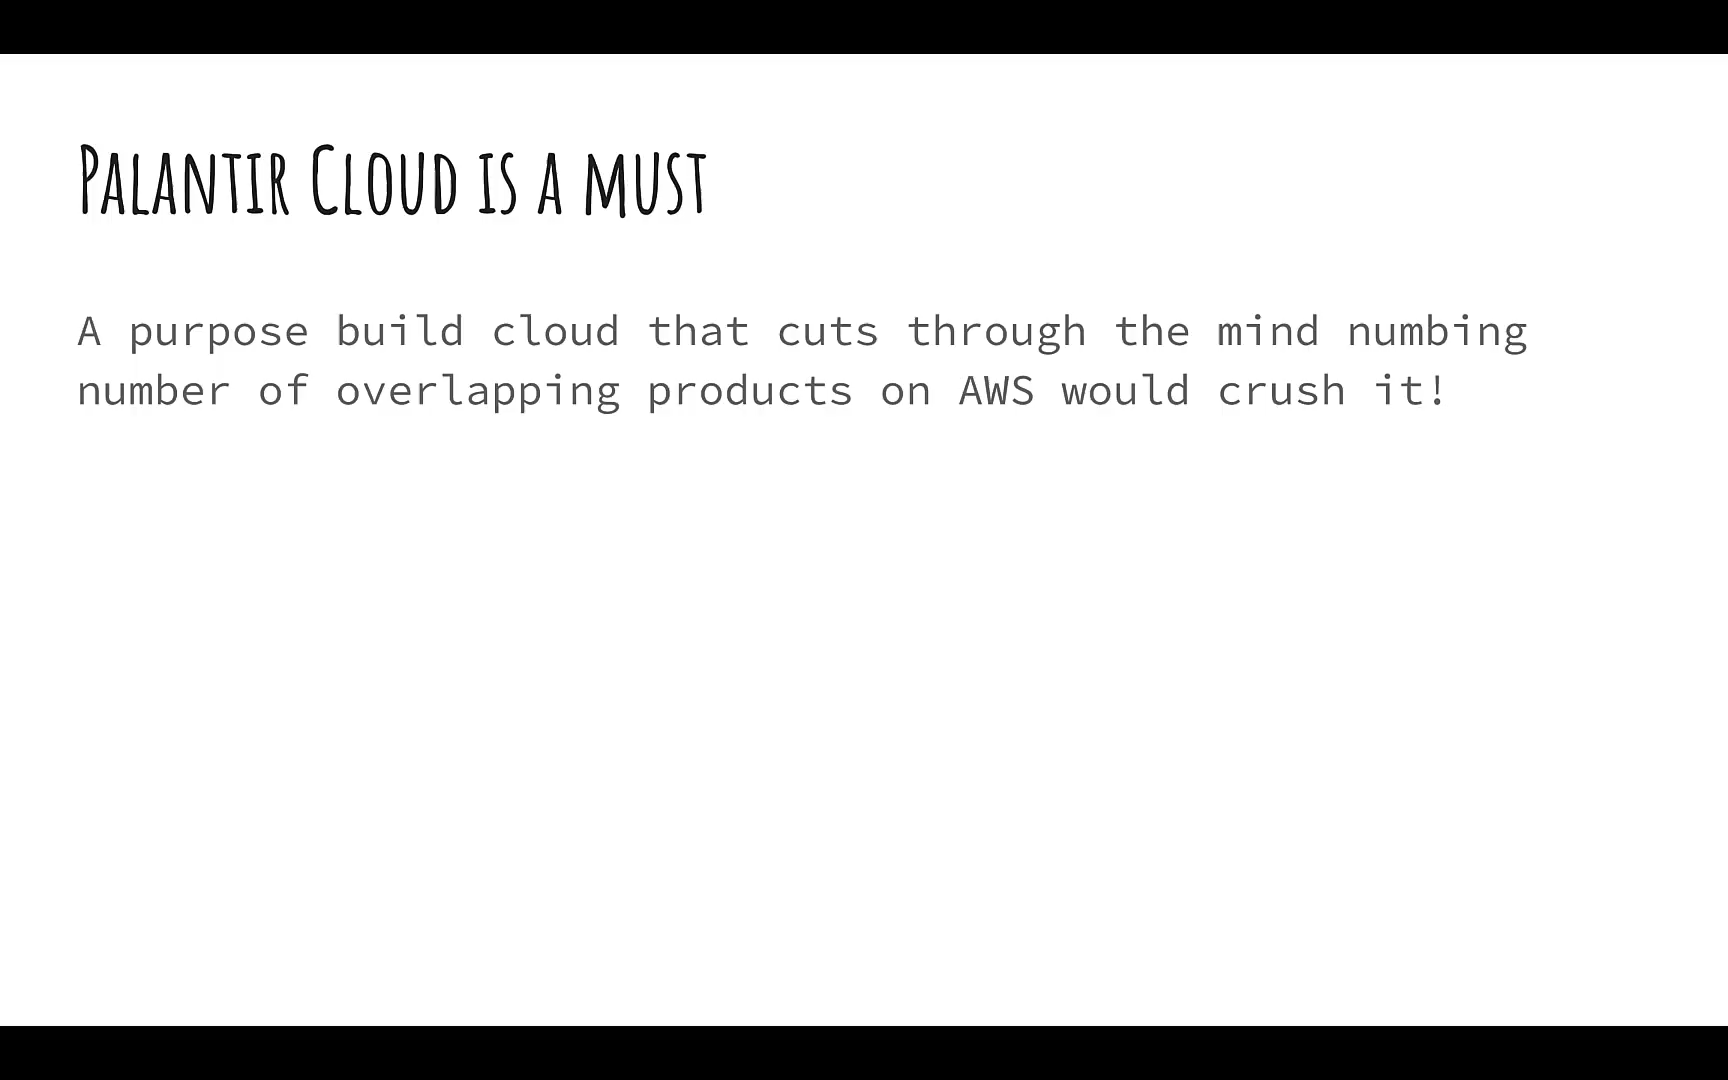 Palantir Cloud is a must
A purpose build cloud that cuts through the mind numbing
number of overlapping products on AWS would crush it!